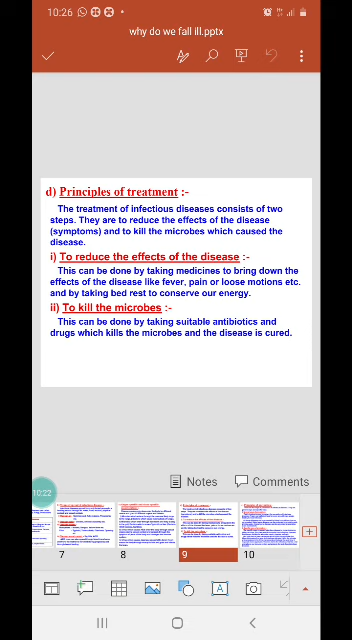 10:26
why do we fall ill.pptx
d) Principles of treatment :-
The treatment of infectious diseases consists of two
steps. They are to reduce the effects of the disease
(symptoms) and to kill the microbes which caused the
disease.
i) To reduce the effects of the disease :-
This can be done by taking medicines to bring down the
effects of the disease like fever, pain or loose motions etc.
and by taking bed rest to conserve our energy.
ii) To kill the microbes :-
This can be done by taking suitable antibiotics and
drugs which kills the microbes and the disease is cured.
Notes
Comments
10:22
7
8
9
10